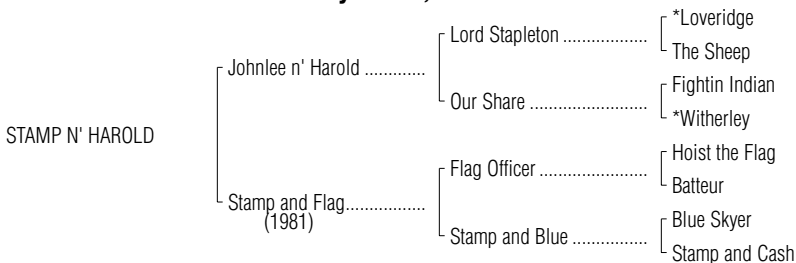 *Loveridge
Lord Stapleton ..................
The Sheep
Johnlee n' Harold .............
Fightin Indian
Our Share .........................
*Witherley
STAMP N' HAROLD
Hoist the Flag
Flag Officer .......................
Batteur
Stamp and Flag.................
(1981)
Blue Skyer
Stamp and Blue ................
Stamp and Cash